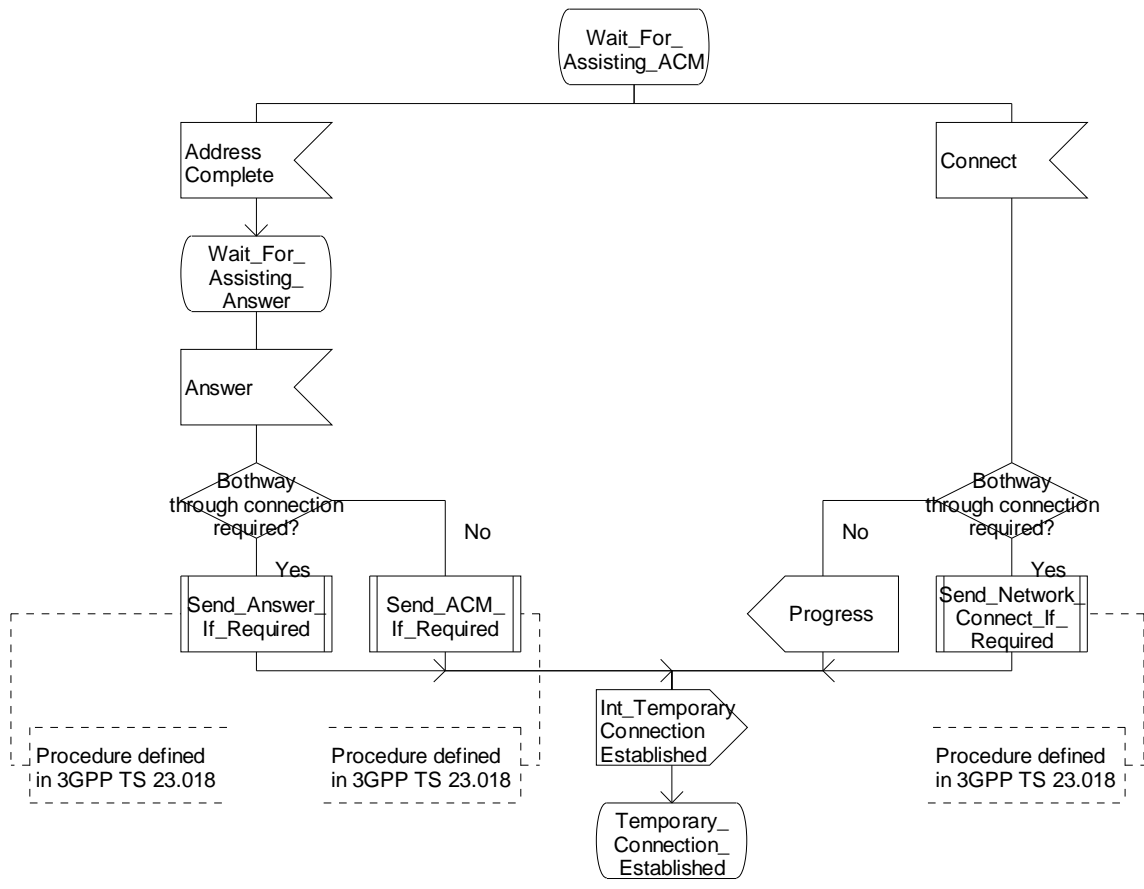 Wait_For_
Assisting_ACM
Address
Complete
Connect
Wait_For_
Assisting_
Answer
Answer
Bothway
through connection
required?
Bothway
through connection
required?
No
No
Yes
Yes
Send_Answer_
If_Required
Send_ACM_
If_Required
Progress
Send_Network_
Connect_If_
Required
Int_Temporary
Connection
Established
Procedure defined
in 3GPP TS 23.018
Procedure defined
in 3GPP TS 23.018
Procedure defined
in 3GPP TS 23.018
Temporary_
Connection_
Established